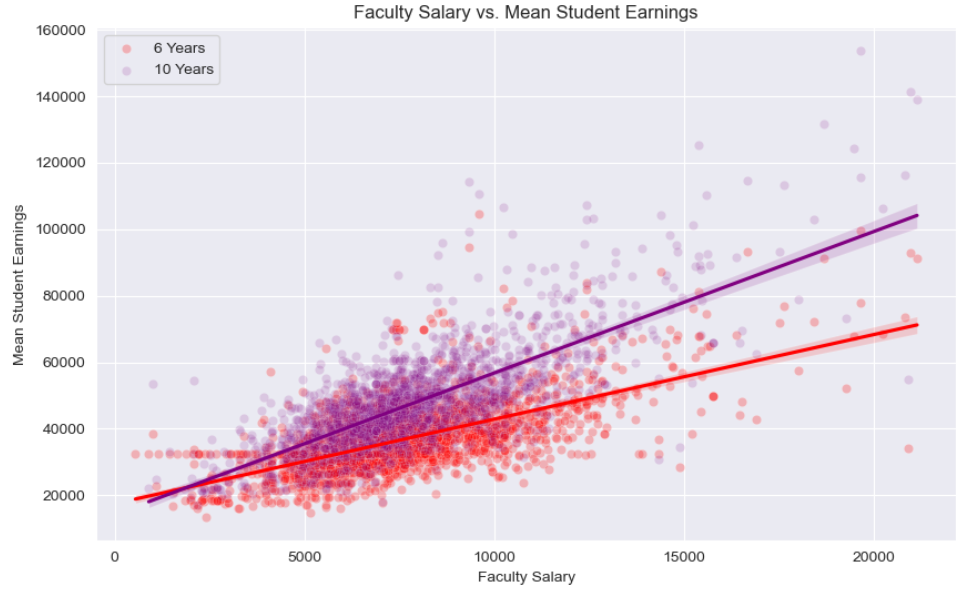 Faculty Salary vs. Mean Student Earnings
6 Years
10 Years
160000
140000
120000
100000
80000
60000
40000
20000
Mean Student Earnings
0 5000 10000 15000 20000
Faculty Salary